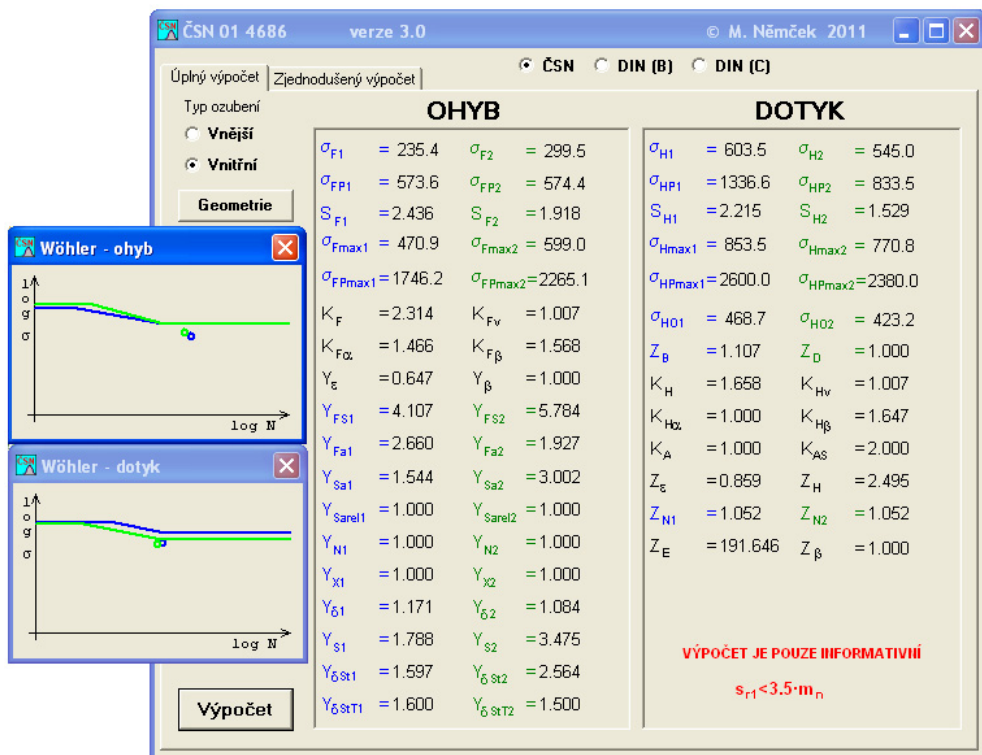 ČSN 01 4686 verze 3.0 © M. Němček 2011
ČSN DIN (B) DIN (C)
Úplný výpočet Zjednodušený výpočet
Typ ozubení
Vnější
Vnitřní
Geometrie
OHYB
σF1 = 235.4 σF2 = 299.5
σFP1 = 573.6 σFP2 = 574.4
SF1 =2.436 SF2 =1.918
σFmax1 = 470.9 σFmax2 = 599.0
σFPmax1=1746.2 σFPmax2=2265.1
KF =2.314 KFv =1.007
KFα =1.466 KFβ =1.568
Yε =0.647 Yβ =1.000
YFS1 =4.107 YFS2 =5.784
YFa1 =2.660 YFa2 =1.927
YSa1 =1.544 YSa2 =3.002
YSarel1 =1.000 YSarel2 =1.000
YN1 =1.000 YN2 =1.000
YX1 =1.000 YX2 =1.000
Yδ1 =1.171 Yδ2 =1.084
YS1 =1.788 YS2 =3.475
YδSt1 =1.597 YδSt2 =2.564
YδStT1 =1.600 YδStT2 =1.500
DOTYK
σH1 = 603.5 σH2 = 545.0
σHP1 =1336.6 σHP2 = 833.5
SH1 =2.215 SH2 =1.529
σHmax1 = 853.5 σHmax2 = 770.8
σHPmax1=2600.0 σHPmax2=2380.0
σHO1 = 468.7 σHO2 = 423.2
ZB =1.107 ZD =1.000
KH =1.658 KHv =1.007
KHα =1.000 KHβ =1.647
KA =1.000 KAS =2.000
Zε =0.859 ZH =2.495
ZN1 =1.052 ZN2 =1.052
ZE =191.646 Zβ =1.000
VÝPOČET JE POUZE INFORMATIVNÍ
sr1<3.5·mn
Výpočet
ČSN Wöhler - ohyb
log σ
log N
ČSN Wöhler - dotyk
log σ
log N